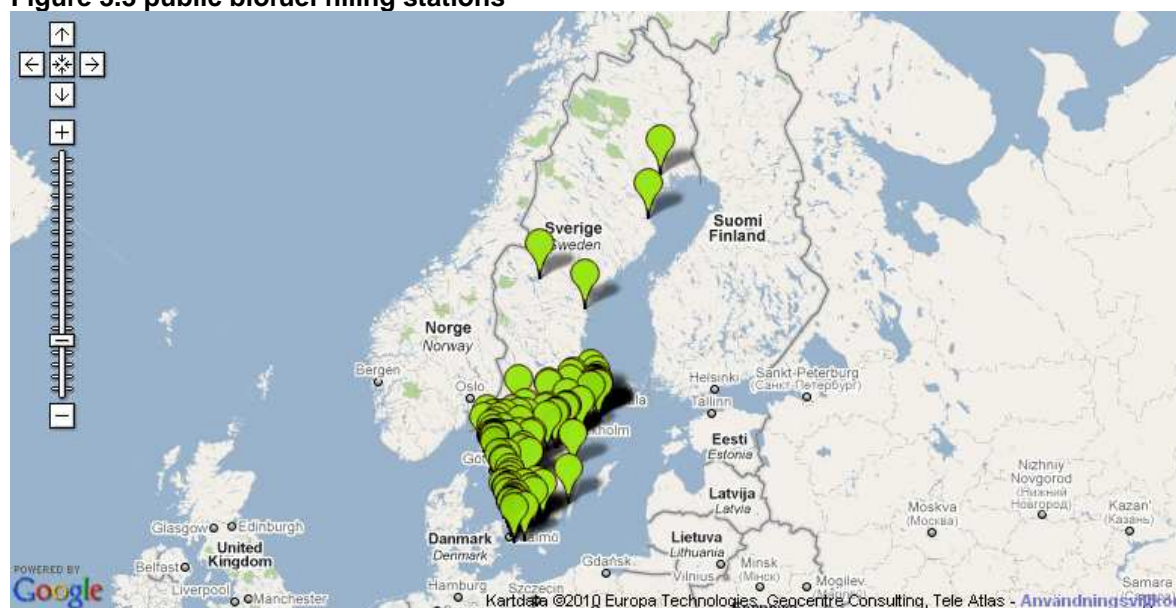 Figure 3.3 public biofuel filling stations
Sverige
Sweden
Suomi
Finland
Norge
Norway
Bergen
Oslo
Helsinki
Sankt-Peterburg
(Санкт-Петербург)
Tallinn
Eesti
Estonia
Nizhniy
Novgorod
(Нижний
Новгород)
Latvija
Latvia
Moskva
(Москва)
Kazan'
(Казань)
Glasgow
Edinburgh
Danmark
Denmark
Lietuva
Lithuania
United
Kingdom
Belfast
Gdańsk
Vilnius
Minsk
(Мінск)
POWERED BY
Google
Liverpool
Manchester
Hamburg
Szczecin
Mogilev
Samara
Kartdata ©2010 Europa Technologies, Geocentre Consulting, Tele Atlas -